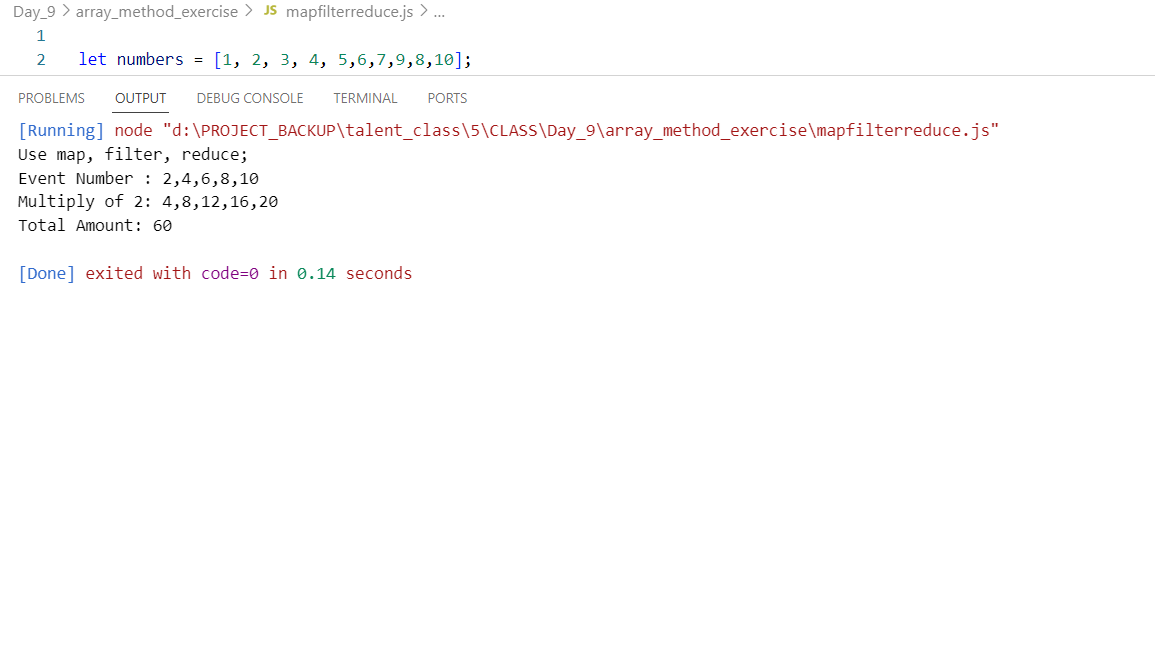 Day_9 > array_method_exercise > JS mapfilterreduce.js > ...
1
2 let numbers = [1, 2, 3, 4, 5,6,7,9,8,10];
PROBLEMS OUTPUT DEBUG CONSOLE TERMINAL PORTS
[Running] node "d:\PROJECT_BACKUP\talent_class\5\CLASS\Day_9\array_method_exercise\mapfilterreduce.js"
Use map, filter, reduce;
Event Number : 2,4,6,8,10
Multiply of 2: 4,8,12,16,20
Total Amount: 60
[Done] exited with code=0 in 0.14 seconds